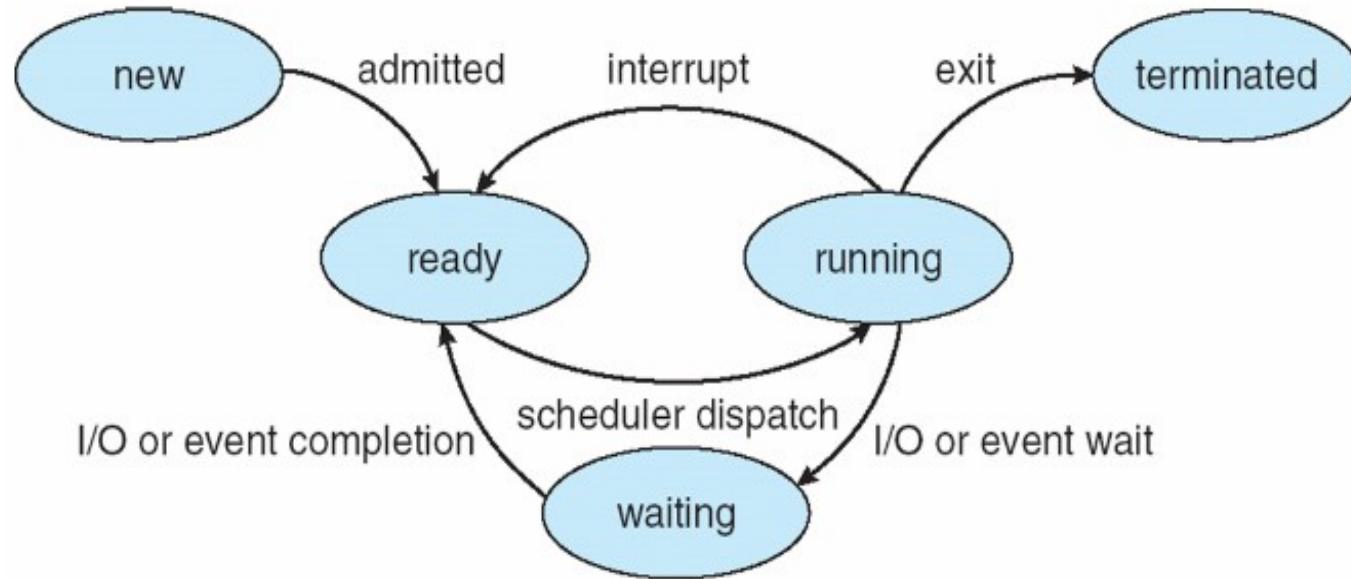 new
admitted
interrupt
exit
terminated
ready
running
scheduler dispatch
I/O or event completion
I/O or event wait
waiting